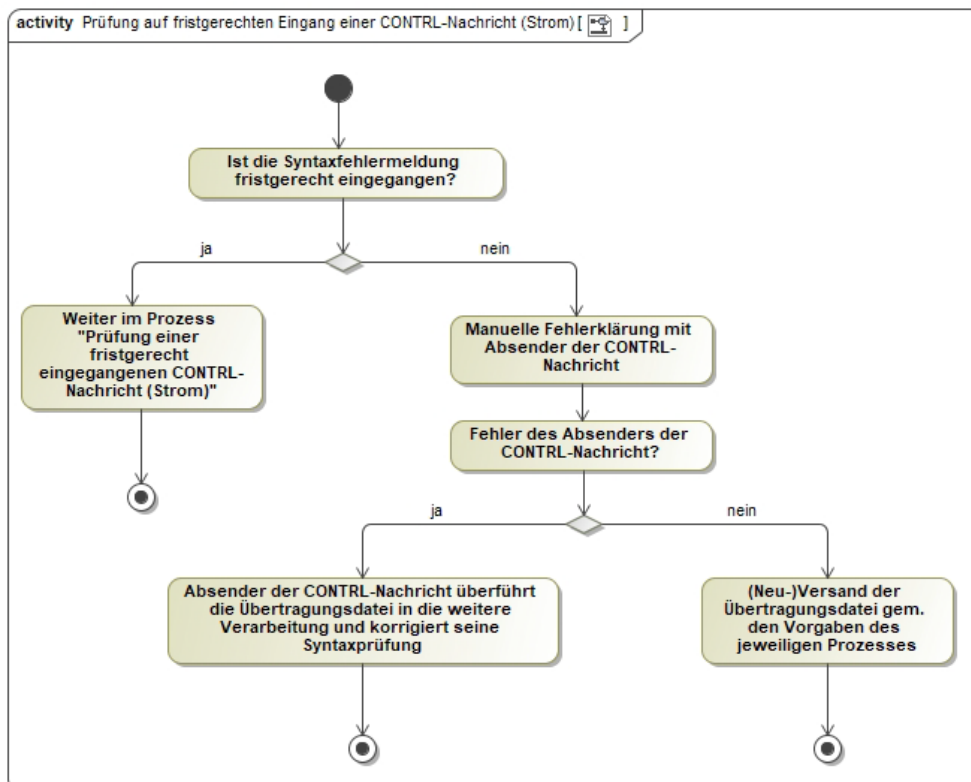 activity Prüfung auf fristgerechten Eingang einer CONTRL-Nachricht (Strom) [ ]
Ist die Syntaxfehlermeldung
fristgerecht eingegangen?
ja
nein
Weiter im Prozess
"Prüfung einer
fristgerecht
eingegangenen CONTRL-
Nachricht (Strom)"
Manuelle Fehlerklärung mit
Absender der CONTRL-
Nachricht
Fehler des Absenders der
CONTRL-Nachricht?
ja
nein
Absender der CONTRL-Nachricht überführt
die Übertragungsdatei in die weitere
Verarbeitung und korrigiert seine
Syntaxprüfung
(Neu-)Versand der
Übertragungsdatei gem.
den Vorgaben des
jeweiligen Prozesses